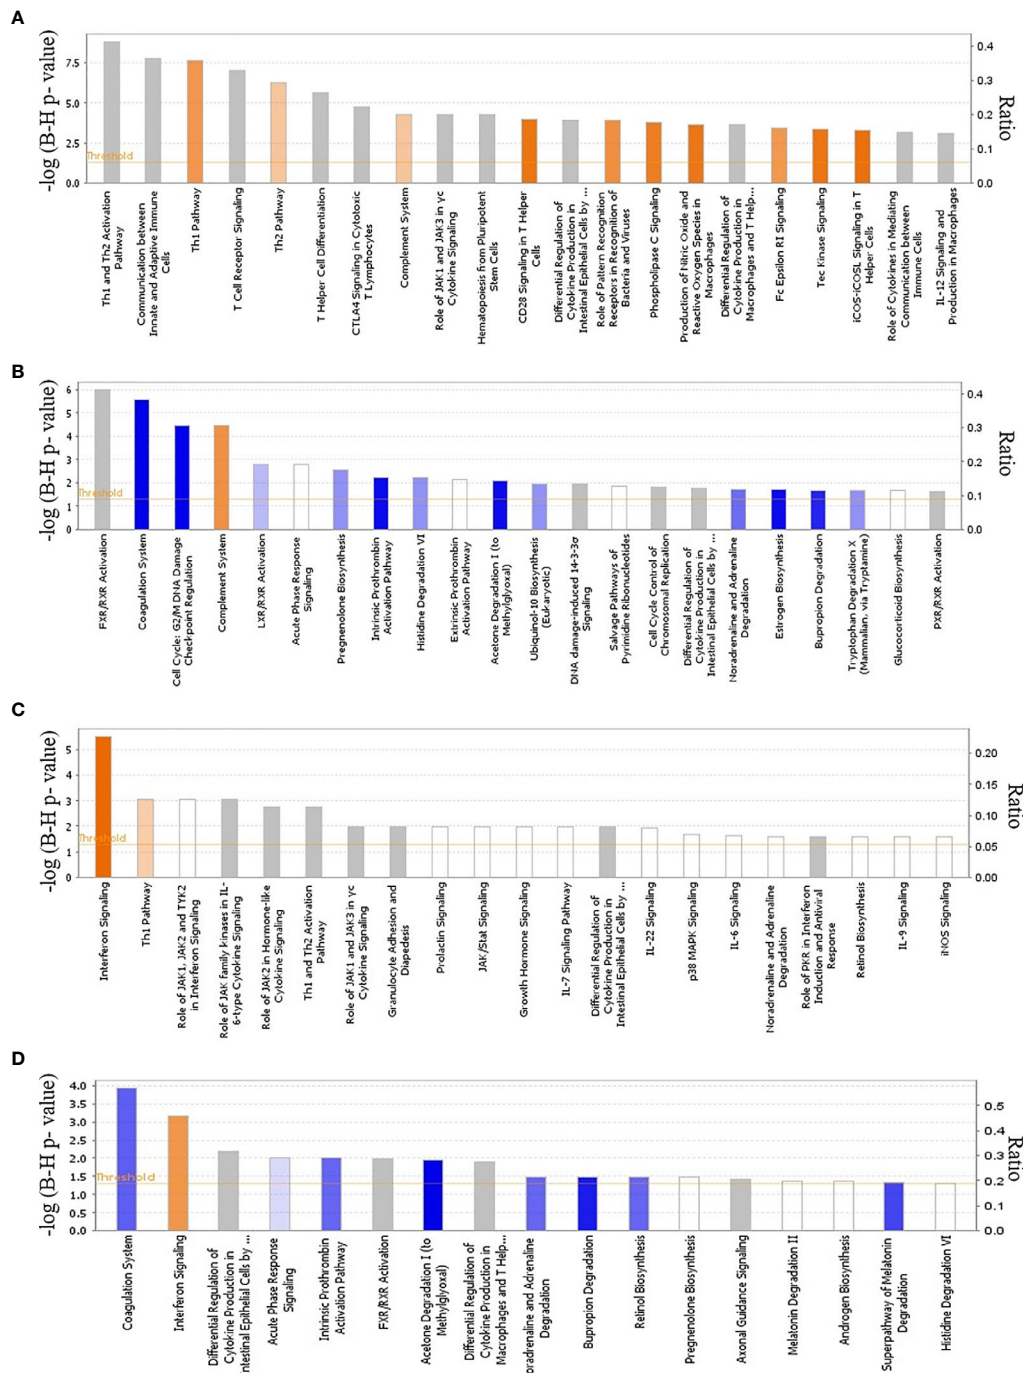 A
-log (B-H p- value)
7.5
5.0
2.5
0.0
Threshold
0.4
0.3
0.2
0.1
0.0
Ratio
Th1 and Th2 Activation
Pathway
Communication between
Innate and Adaptive Immune
Cells
Th1 Pathway
T Cell Receptor Signaling
Th2 Pathway
T Helper Cell Differentiation
CTLA4 Signaling in Cytotoxic
T Lymphocytes
Complement System
Role of JAK1 and JAK3 in γc
Cytokine Signaling
Hematopoiesis from Pluripotent
Stem Cells
CD28 Signaling in T Helper
Cells
Differential Regulation of
Cytokine Production in
Intestinal Epithelial Cells by ...
Role of Pattern Recognition
Receptors in Recognition of
Bacteria and Viruses
Phospholipase C Signaling
Production of Nitric Oxide and
Reactive Oxygen Species in
Macrophages
Differential Regulation of
Cytokine Production in
Macrophages and T Help...
Fc Epsilon RI Signaling
Tec Kinase Signaling
iCOS-iCOSL Signaling in T
Helper Cells
Role of Cytokines in Mediating
Communication between
Immune Cells
IL-12 Signaling and
Production in Macrophages
B
-log (B-H p- value)
6
5
4
3
2
1
0
Threshold
0.4
0.3
0.2
0.1
0.0
Ratio
FXR/RXR Activation
Coagulation System
Cell Cycle: G2/M DNA Damage
Checkpoint Regulation
Complement System
LXR/RXR Activation
Acute Phase Response
Signaling
Pregnenolone Biosynthesis
Intrinsic Prothrombin
Activation Pathway
Histidine Degradation VI
Extrinsic Prothrombin
Activation Pathway
Acetone Degradation I (to
Methylglyoxal)
Ubiquinol-10 Biosynthesis
(Eukaryotic)
DNA damage-induced 14-3-3σ
Signaling
Salvage Pathways of
Pyrimidine Ribonucleotides
Cell Cycle Control of
Chromosomal Replication
Differential Regulation of
Cytokine Production in
Intestinal Epithelial Cells by ...
Noradrenaline and Adrenaline
Degradation
Estrogen Biosynthesis
Bupropion Degradation
Tryptophan Degradation X
(Mammalian, via Tryptamine)
Glucocorticoid Biosynthesis
PXR/RXR Activation
C
-log (B-H p- value)
5
4
3
2
1
0
Threshold
0.20
0.15
0.10
0.05
0.00
Ratio
Interferon Signaling
Th1 Pathway
Role of JAK1, JAK2 and TYK2
in Interferon Signaling
Role of JAK family kinases in IL-
6-type Cytokine Signaling
Role of JAK2 in Hormone-like
Cytokine Signaling
Th1 and Th2 Activation
Pathway
Role of JAK1 and JAK3 in γc
Cytokine Signaling
Granulocyte Adhesion and
Diapedesis
Prolactin Signaling
JAK/Stat Signaling
Growth Hormone Signaling
IL-7 Signaling Pathway
Differential Regulation of
Cytokine Production in
Intestinal Epithelial Cells by ...
IL-22 Signaling
p38 MAPK Signaling
IL-6 Signaling
Noradrenaline and Adrenaline
Degradation
Role of PKR in Interferon
Induction and Antiviral
Response
Retinol Biosynthesis
IL-9 Signaling
iNOS Signaling
D
-log (B-H p- value)
4.0
3.5
3.0
2.5
2.0
1.5
1.0
0.5
0.0
Threshold
0.5
0.4
0.3
0.2
0.1
0.0
Ratio
Coagulation System
Interferon Signaling
Differential Regulation of
Cytokine Production in
Intestinal Epithelial Cells by ...
Acute Phase Response
Signaling
Intrinsic Prothrombin
Activation Pathway
FXR/RXR Activation
Acetone Degradation I (to
Methylglyoxal)
Differential Regulation of
Cytokine Production in
Macrophages and T Help...
oradrenaline and Adrenaline
Degradation
Bupropion Degradation
Retinol Biosynthesis
Pregnenolone Biosynthesis
Axonal Guidance Signaling
Melatonin Degradation II
Androgen Biosynthesis
Superpathway of Melatonin
Degradation
Histidine Degradation VI